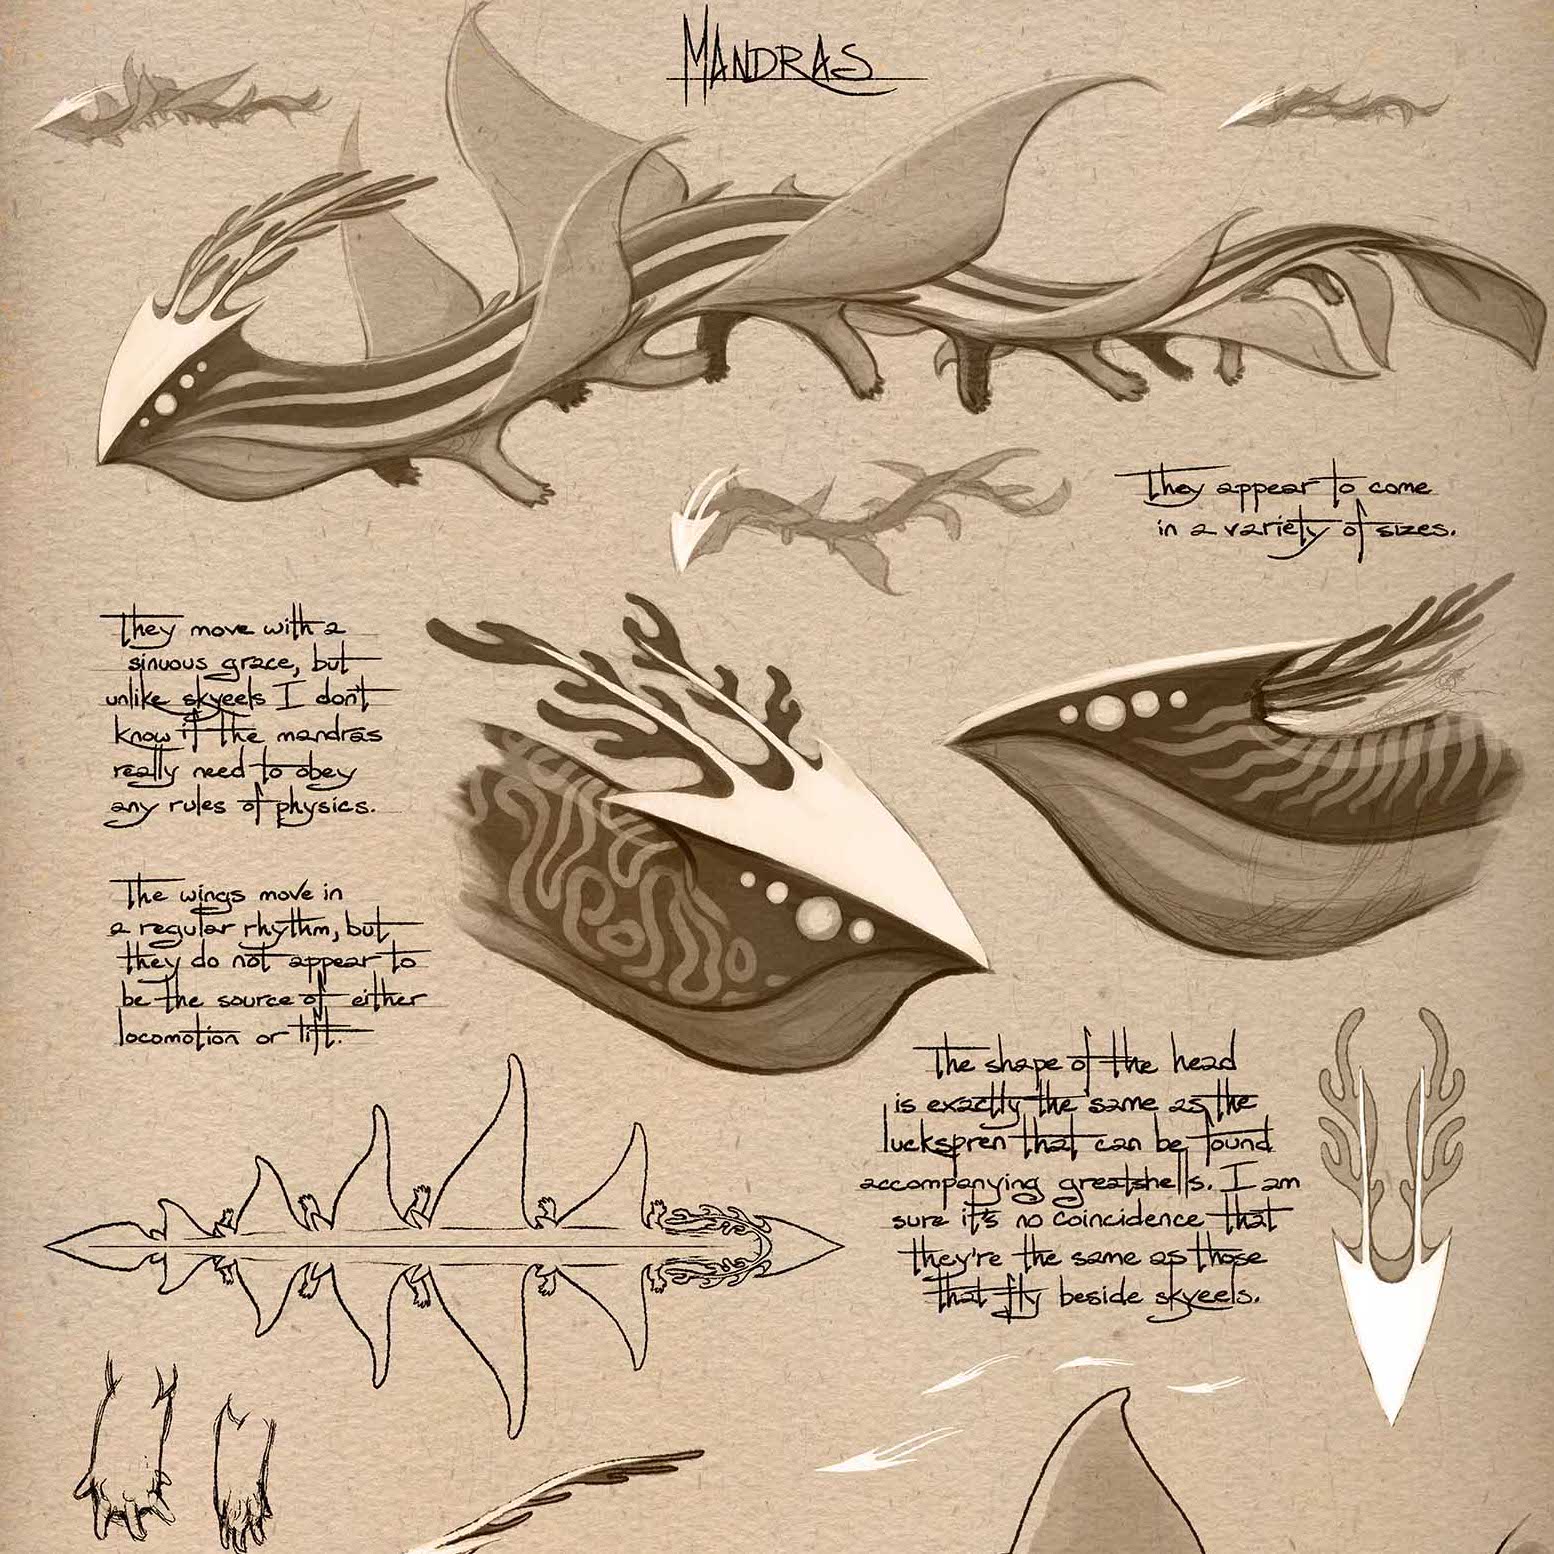 MANDRAS
They appear to come
in a variety of sizes.
They move with a
sinuous grace, but
unlike skyeels I don't
know if the mandras
really need to obey
any rules of physics.
The wings move in
a regular rhythm, but
they do not appear to
be the source of either
locomotion or lift.
The shape of the head
is exactly the same as the
luckspren that can be found
accompanying greatshells. I am
sure it's no coincidence that
they're the same as those
that fly beside skyeels.